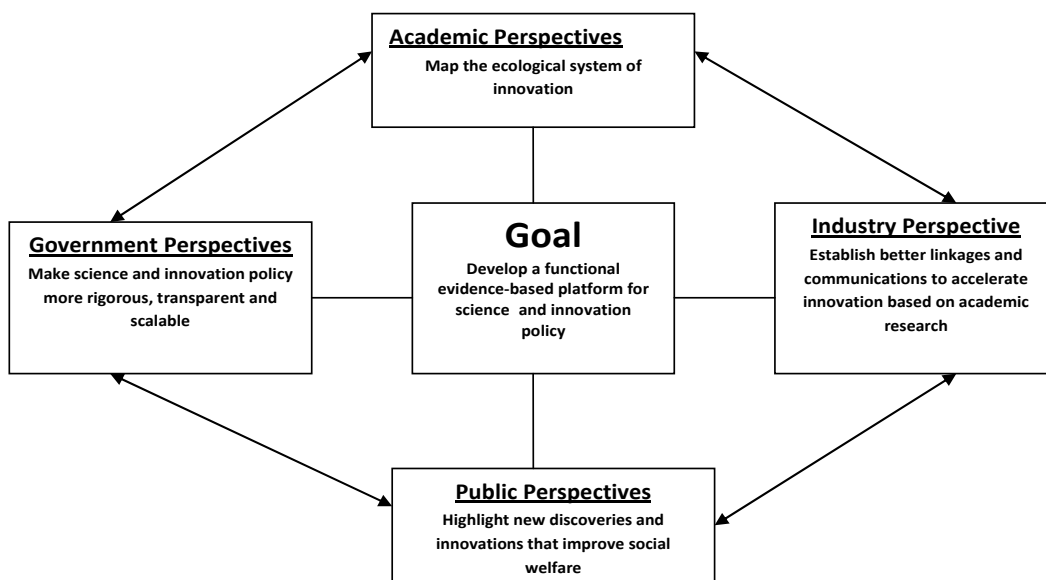 Academic Perspectives
Map the ecological system of
innovation
Government Perspectives
Make science and innovation policy
more rigorous, transparent and
scalable
Goal
Develop a functional
evidence-based platform for
science and innovation
policy
Industry Perspective
Establish better linkages and
communications to accelerate
innovation based on academic
research
Public Perspectives
Highlight new discoveries and
innovations that improve social
welfare